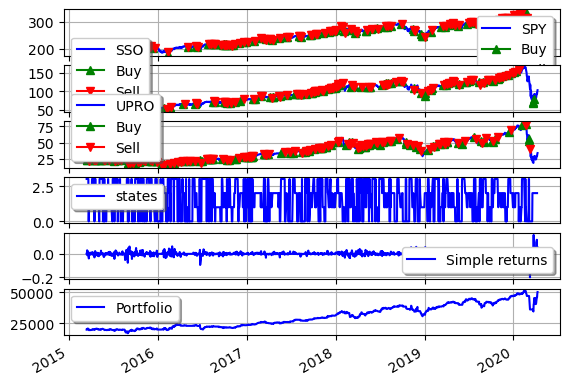 300
200
SPY
Buy
SSO
Buy
Sell
150
100
50
UPRO
Buy
Sell
75
50
25
2.5
0.0
states
0.0
−0.2
Simple returns
50000
25000
Portfolio
2015
2016
2017
2018
2019
2020